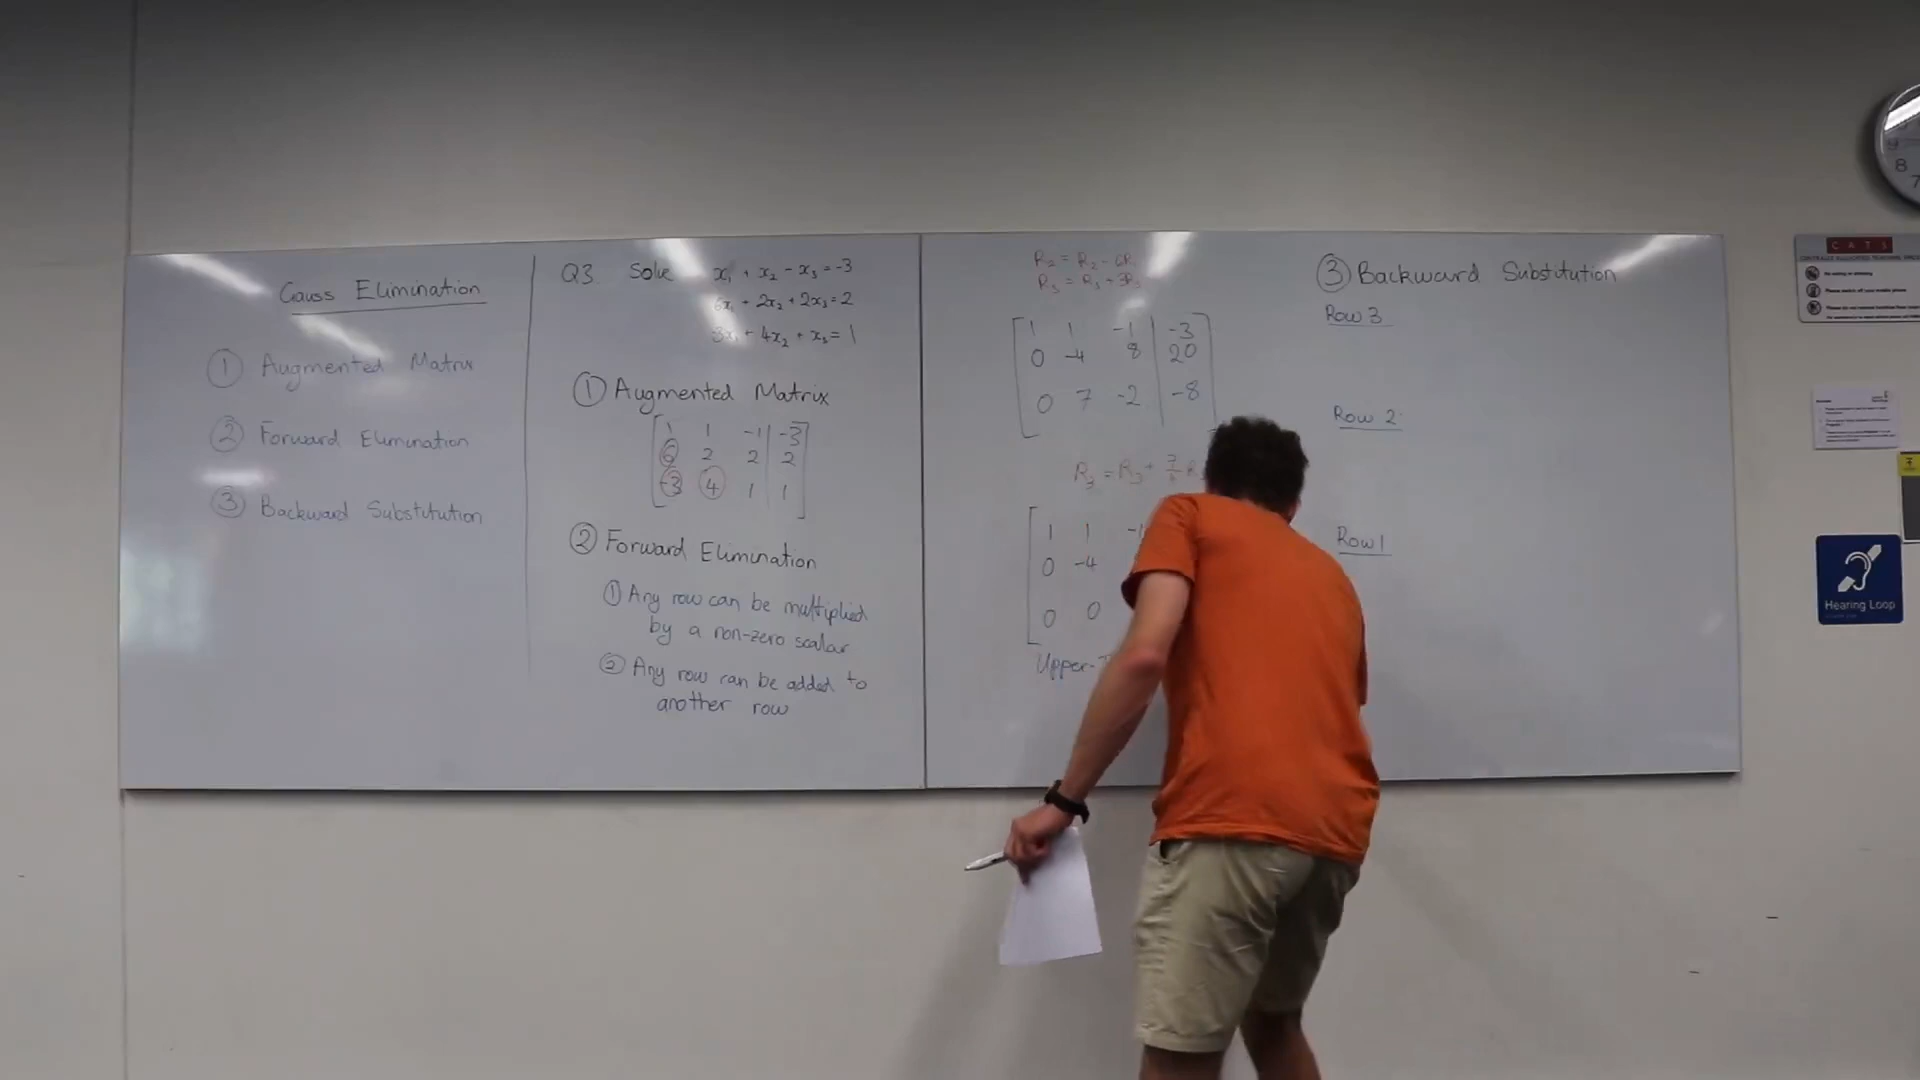 Gauss Elimination
① Augmented Matrix
② Forward Elimination
③ Backward Substitution
Q3 Solve x₁ + x₂ - x₃ = -3
6x₁ + 2x₂ + 2x₃ = 2
-3x₁ + 4x₂ + x₃ = 1
① Augmented Matrix
1 1 -1 | -3
6 2 2 | 2
-3 4 1 | 1
② Forward Elimination
① Any row can be multiplied
by a non-zero scalar
② Any row can be added to
another row
R₂ = R₂ - 6R₁
R₃ = R₃ + 3R₁
1 1 -1 | -3
0 -4 8 | 20
0 7 -2 | -8
R₃ = R₃ +
1 1 -1
0 -4
0 0
Upper-T
③ Backward Substitution
Row 3
Row 2:
Row 1
CATS
9
8
7
Hearing Loop